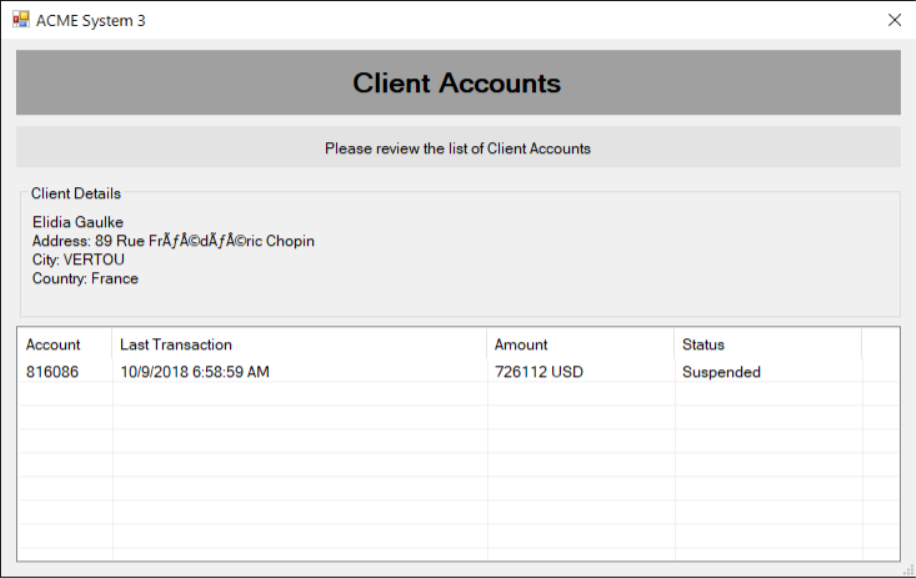 ACME System 3
Client Accounts
Please review the list of Client Accounts
Client Details
Elidia Gaulke
Address: 89 Rue FrÃƒÂ©dÃƒÂ©ric Chopin
City: VERTOU
Country: France
Account Last Transaction Amount Status
816086 10/9/2018 6:58:59 AM 726112 USD Suspended